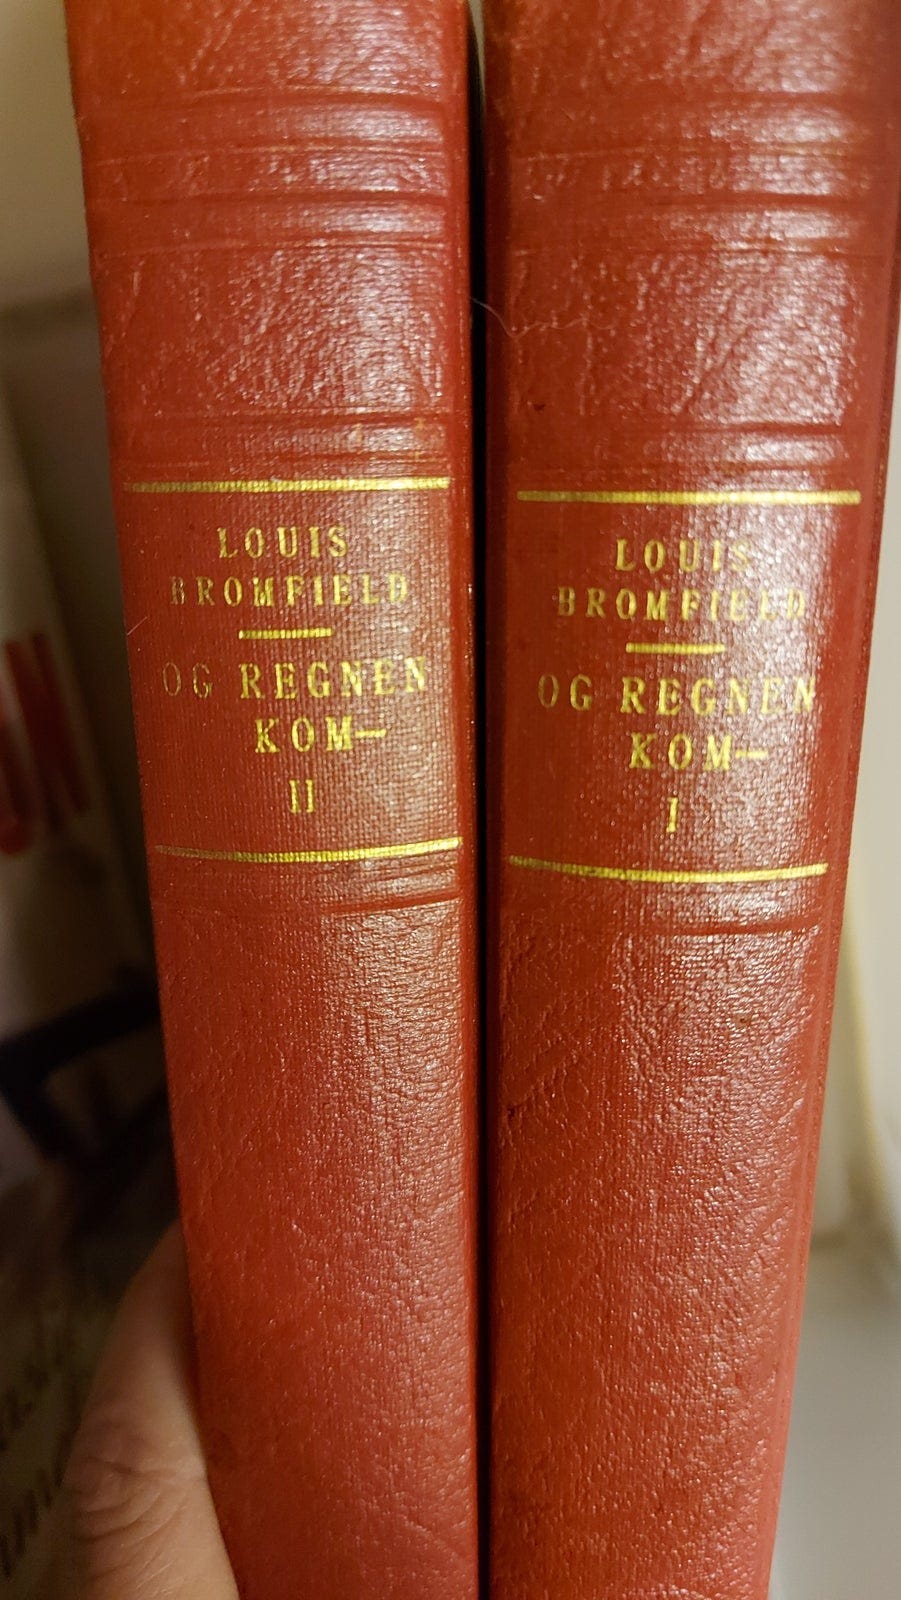 LOUIS
BROMFIELD
OG REGNEN
KOM—
II
LOUIS
BROMFIELD
OG REGNEN
KOM—
I